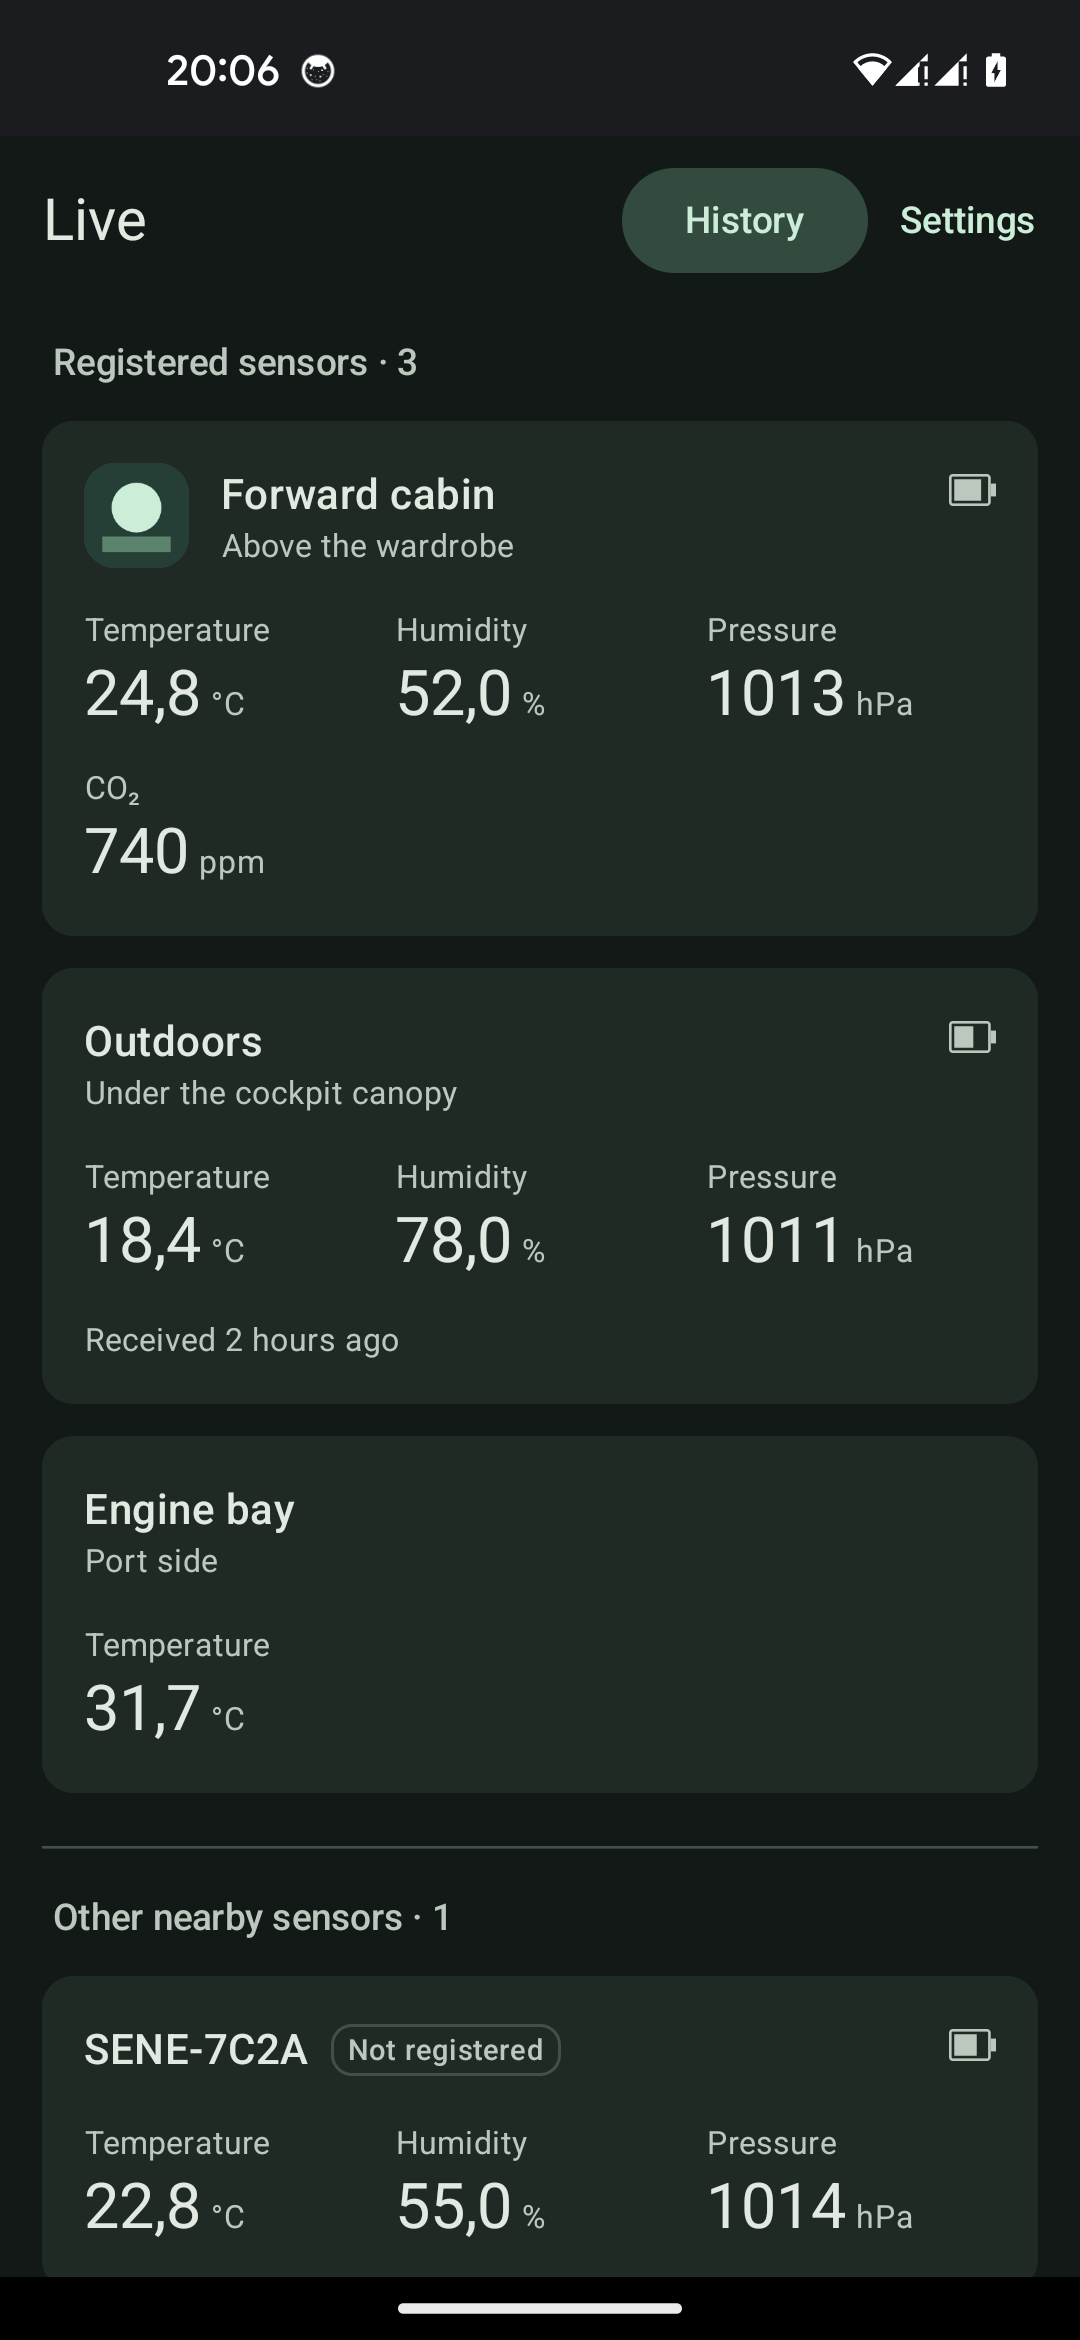 20:06
Live
History
Settings
Registered sensors · 3
Forward cabin
Above the wardrobe
Temperature Humidity Pressure
24,8 °C 52,0 % 1013 hPa
CO₂
740 ppm
Outdoors
Under the cockpit canopy
Temperature Humidity Pressure
18,4 °C 78,0 % 1011 hPa
Received 2 hours ago
Engine bay
Port side
Temperature
31,7 °C
Other nearby sensors · 1
SENE-7C2A Not registered
Temperature Humidity Pressure
22,8 °C 55,0 % 1014 hPa